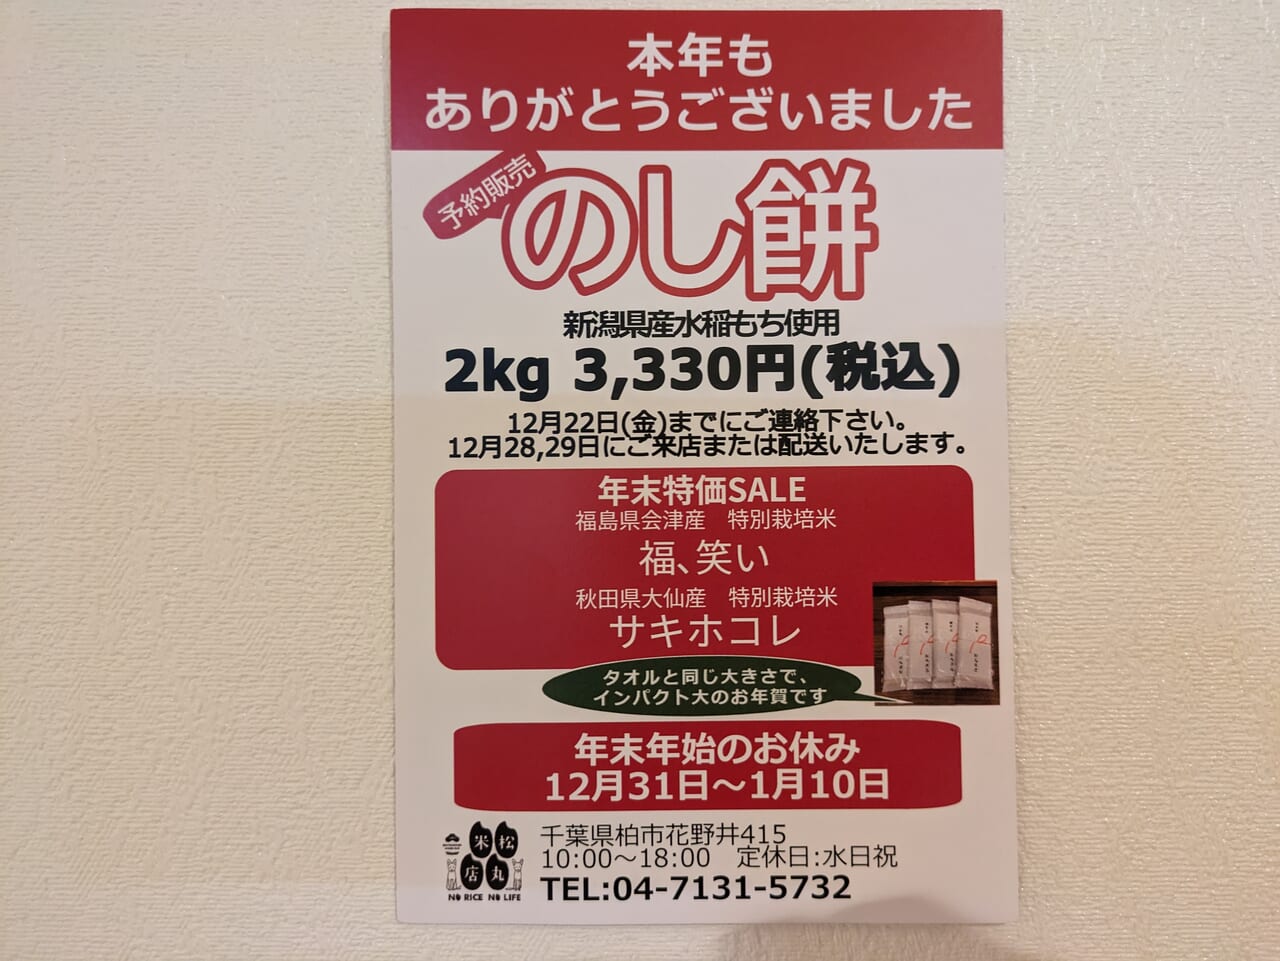 本年も
ありがとうございました
予約販売
のし餅
新潟県産水稲もち使用
2kg 3,330円(税込)
12月22日(金)までにご連絡下さい。
12月28,29日にご来店または配送いたします。
年末特価SALE
福島県会津産　特別栽培米
福、笑い
秋田県大仙産　特別栽培米
サキホコレ
タオルと同じ大きさで、
インパクト大のお年賀です
年末年始のお休み
12月31日～1月10日
松丸米店
NO RICE NO LIFE
千葉県柏市花野井415
10:00～18:00　定休日:水日祝
TEL:04-7131-5732